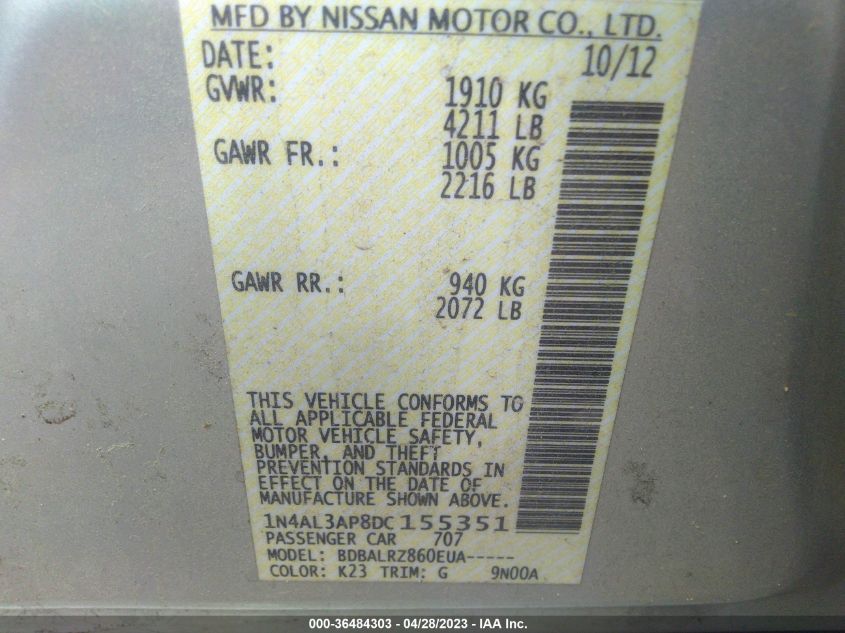 MFD BY NISSAN MOTOR CO., LTD.
DATE: 10/12
GVWR: 1910 KG
4211 LB
GAWR FR.: 1005 KG
2216 LB
GAWR RR.: 940 KG
2072 LB
THIS VEHICLE CONFORMS TO
ALL APPLICABLE FEDERAL
MOTOR VEHICLE SAFETY,
BUMPER, AND THEFT
PREVENTION STANDARDS IN
EFFECT ON THE DATE OF
MANUFACTURE SHOWN ABOVE.
1N4AL3AP8DC155351
PASSENGER CAR 707
MODEL: BDBALRZ860EUA-----
COLOR: K23 TRIM: G 9N00A
000-36484303 - 04/28/2023 - IAA Inc.